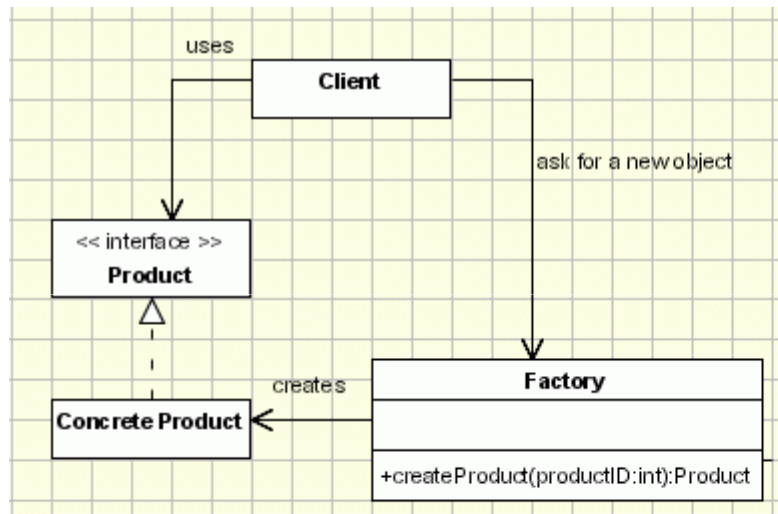 uses
Client
ask for a new object
<< interface >>
Product
Factory
creates
Concrete Product
+createProduct(productID:int):Product